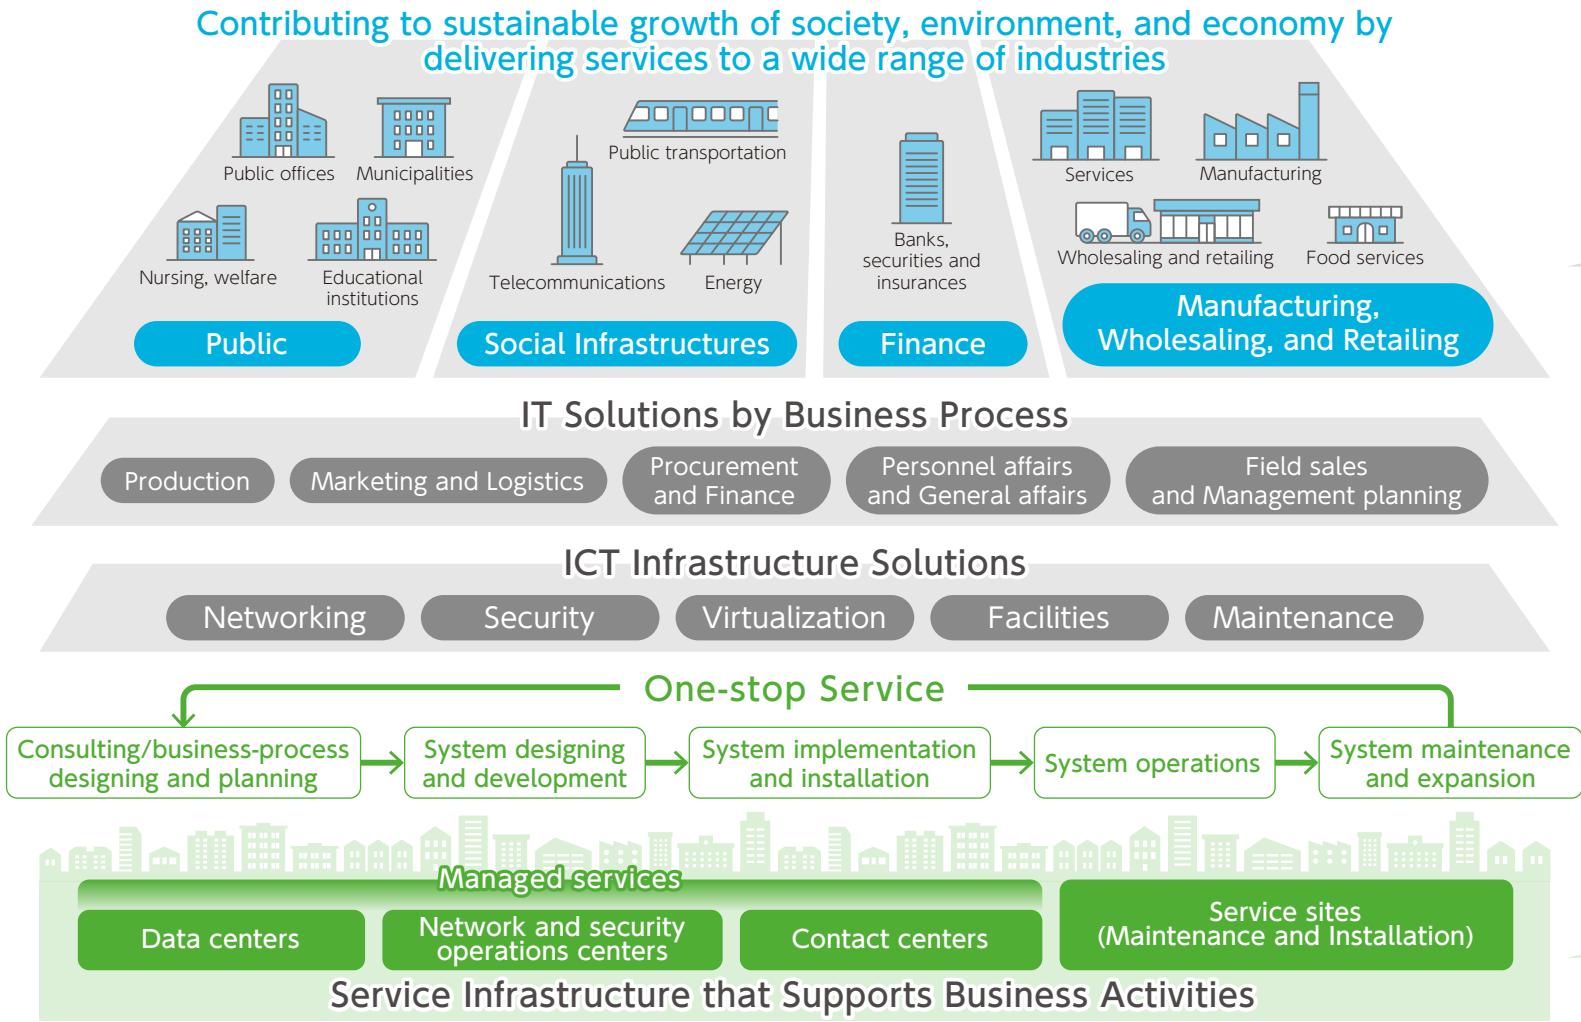 Contributing to sustainable growth of society, environment, and economy by
delivering services to a wide range of industries
Public offices
Municipalities
Nursing, welfare
Educational
institutions
Public
Public transportation
Telecommunications
Energy
Social Infrastructures
Banks,
securities and
insurances
Finance
Services
Manufacturing
Wholesaling and retailing
Food services
Manufacturing,
Wholesaling, and Retailing
IT Solutions by Business Process
Production
Marketing and Logistics
Procurement
and Finance
Personnel affairs
and General affairs
Field sales
and Management planning
ICT Infrastructure Solutions
Networking
Security
Virtualization
Facilities
Maintenance
One-stop Service
Consulting/business-process
designing and planning
System designing
and development
System implementation
and installation
System operations
System maintenance
and expansion
Managed services
Data centers
Network and security
operations centers
Contact centers
Service sites
(Maintenance and Installation)
Service Infrastructure that Supports Business Activities